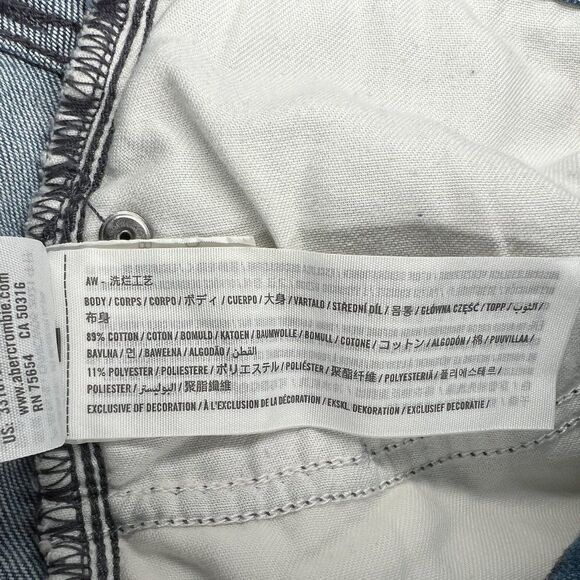 AW - 洗烂工艺
BODY / CORPS / CORPO / ボディ / CUERPO / 大身 / VARTALO / STŘEDNÍ DÍL / 몸통 / GŁÓWNA CZĘŚĆ / TOPP / الثوب /
布身
89% COTTON / COTON / BOMULD / KATOEN / BAUMWOLLE / BOMULL / COTONE / コットン / ALGODÓN / 棉 / PUUVILLAA /
BAVLNA / 면 / BAWEŁNA / ALGODÃO / القطن /
11% POLYESTER / POLIESTERE / ポリエステル / POLIÉSTER / 聚酯纤维 / POLYESTERIÄ / 폴리에스테르 /
POLIESTER / البوليستر / 聚脂纖維
EXCLUSIVE OF DECORATION / À L'EXCLUSION DE LA DÉCORATION / EKSKL. DEKORATION / EXCLUSIEF DECORATIE /
US:
www.abercrombie.com
RN 75654 CA 50316